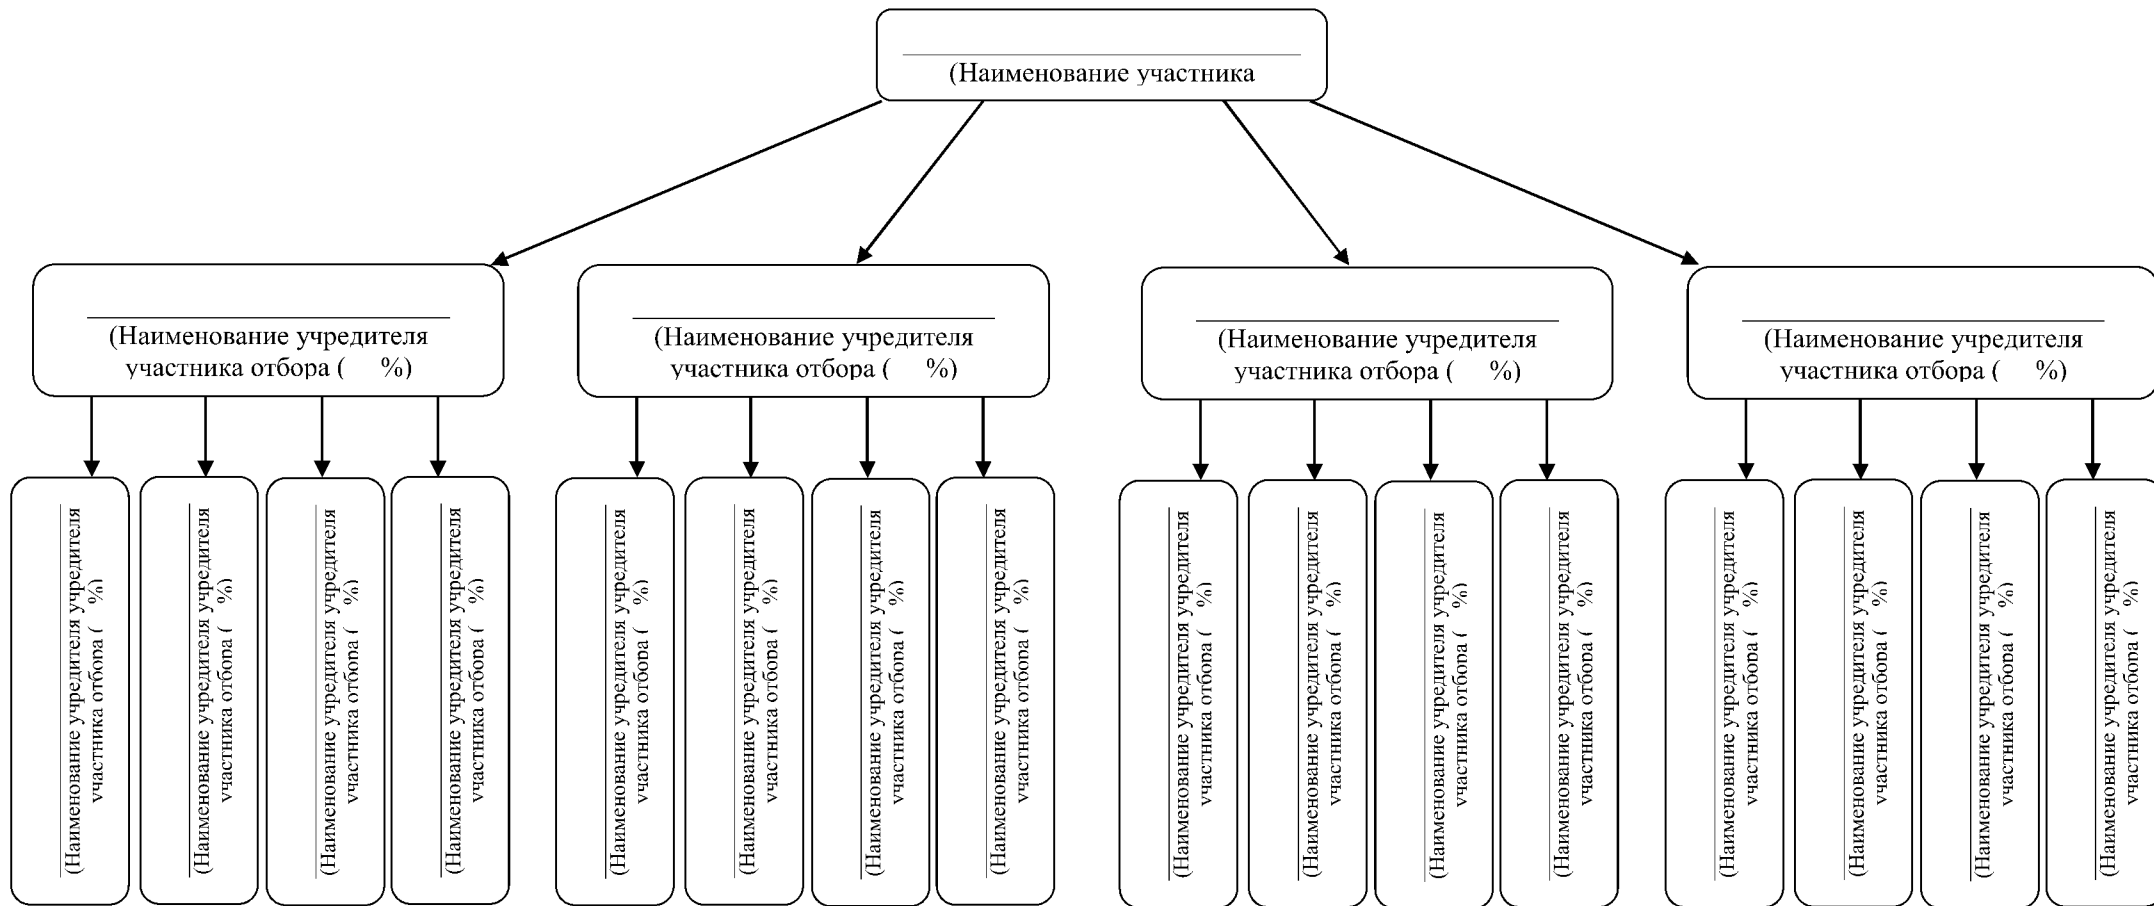 (Наименование участника
(Наименование учредителя
участника отбора ( %)
(Наименование учредителя
участника отбора ( %)
(Наименование учредителя
участника отбора ( %)
(Наименование учредителя
участника отбора ( %)
(Наименование учредителя учредителя
участника отбора ( %)
(Наименование учредителя учредителя
участника отбора ( %)
(Наименование учредителя учредителя
участника отбора ( %)
(Наименование учредителя учредителя
участника отбора ( %)
(Наименование учредителя учредителя
участника отбора ( %)
(Наименование учредителя учредителя
участника отбора ( %)
(Наименование учредителя учредителя
участника отбора ( %)
(Наименование учредителя учредителя
участника отбора ( %)
(Наименование учредителя учредителя
участника отбора ( %)
(Наименование учредителя учредителя
участника отбора ( %)
(Наименование учредителя учредителя
участника отбора ( %)
(Наименование учредителя учредителя
участника отбора ( %)
(Наименование учредителя учредителя
участника отбора ( %)
(Наименование учредителя учредителя
участника отбора ( %)
(Наименование учредителя учредителя
участника отбора ( %)
(Наименование учредителя учредителя
участника отбора ( %)